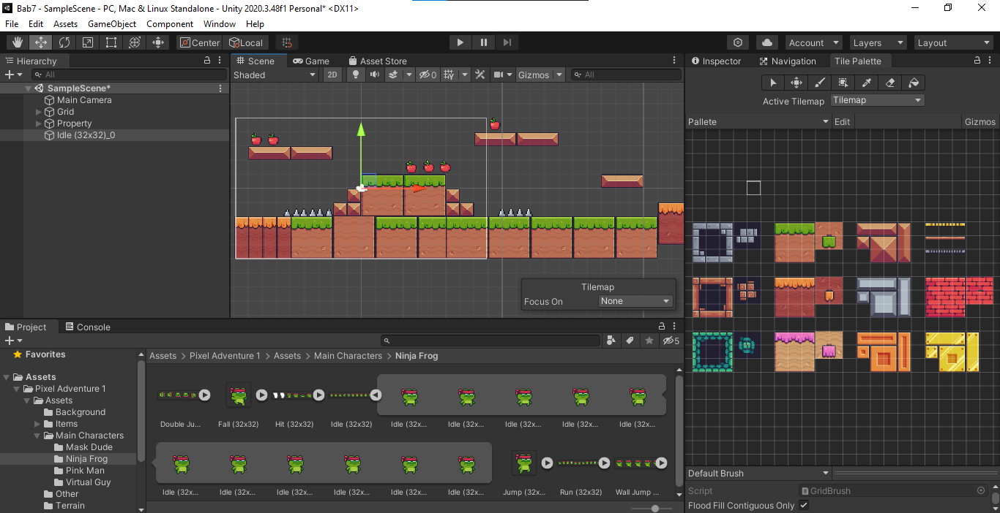 Bab7 - SampleScene - PC, Mac & Linux Standalone - Unity 2020.3.48f1 Personal* <DX11>
File Edit Assets GameObject Component Window Help
Center Local Account Layers Layout
Hierarchy
All
SampleScene*
Main Camera
Grid
Property
Idle (32x32)_0
Scene Game Asset Store
Shaded 2D 0 Gizmos All
Tilemap
Focus On None
Inspector Navigation Tile Palette
Active Tilemap Tilemap
Pallete Edit Gizmos
Default Brush
Script GridBrush
Flood Fill Contiguous Only
Project Console
5
Favorites
Assets
Pixel Adventure 1
Assets
Background
Items
Main Characters
Mask Dude
Ninja Frog
Pink Man
Virtual Guy
Other
Terrain
Assets > Pixel Adventure 1 > Assets > Main Characters > Ninja Frog
Double Ju... Fall (32x32) Hit (32x32) Idle (32x32) Idle (32x... Idle (32x... Idle (32x... Idle (32x... Idle (32x...
Idle (32x... Idle (32x... Idle (32x... Idle (32x... Idle (32x... Idle (32x... Jump (32x... Run (32x32) Wall Jump ...